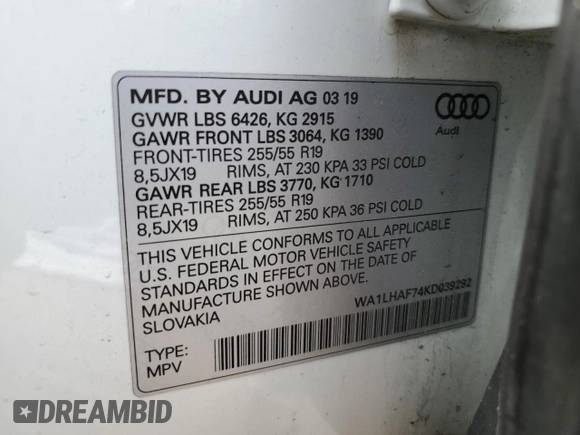 MFD. BY AUDI AG 03 19
GVWR LBS 6426, KG 2915
GAWR FRONT LBS 3064, KG 1390
FRONT-TIRES 255/55 R19
8,5JX19 RIMS, AT 230 KPA 33 PSI COLD
GAWR REAR LBS 3770, KG 1710
REAR-TIRES 255/55 R19
8,5JX19 RIMS, AT 250 KPA 36 PSI COLD
Audi
THIS VEHICLE CONFORMS TO ALL APPLICABLE
U.S. FEDERAL MOTOR VEHICLE SAFETY
STANDARDS IN EFFECT ON THE DATE OF
MANUFACTURE SHOWN ABOVE.
SLOVAKIA
WA1LHAF74KD039292
TYPE:
MPV
DREAMBID